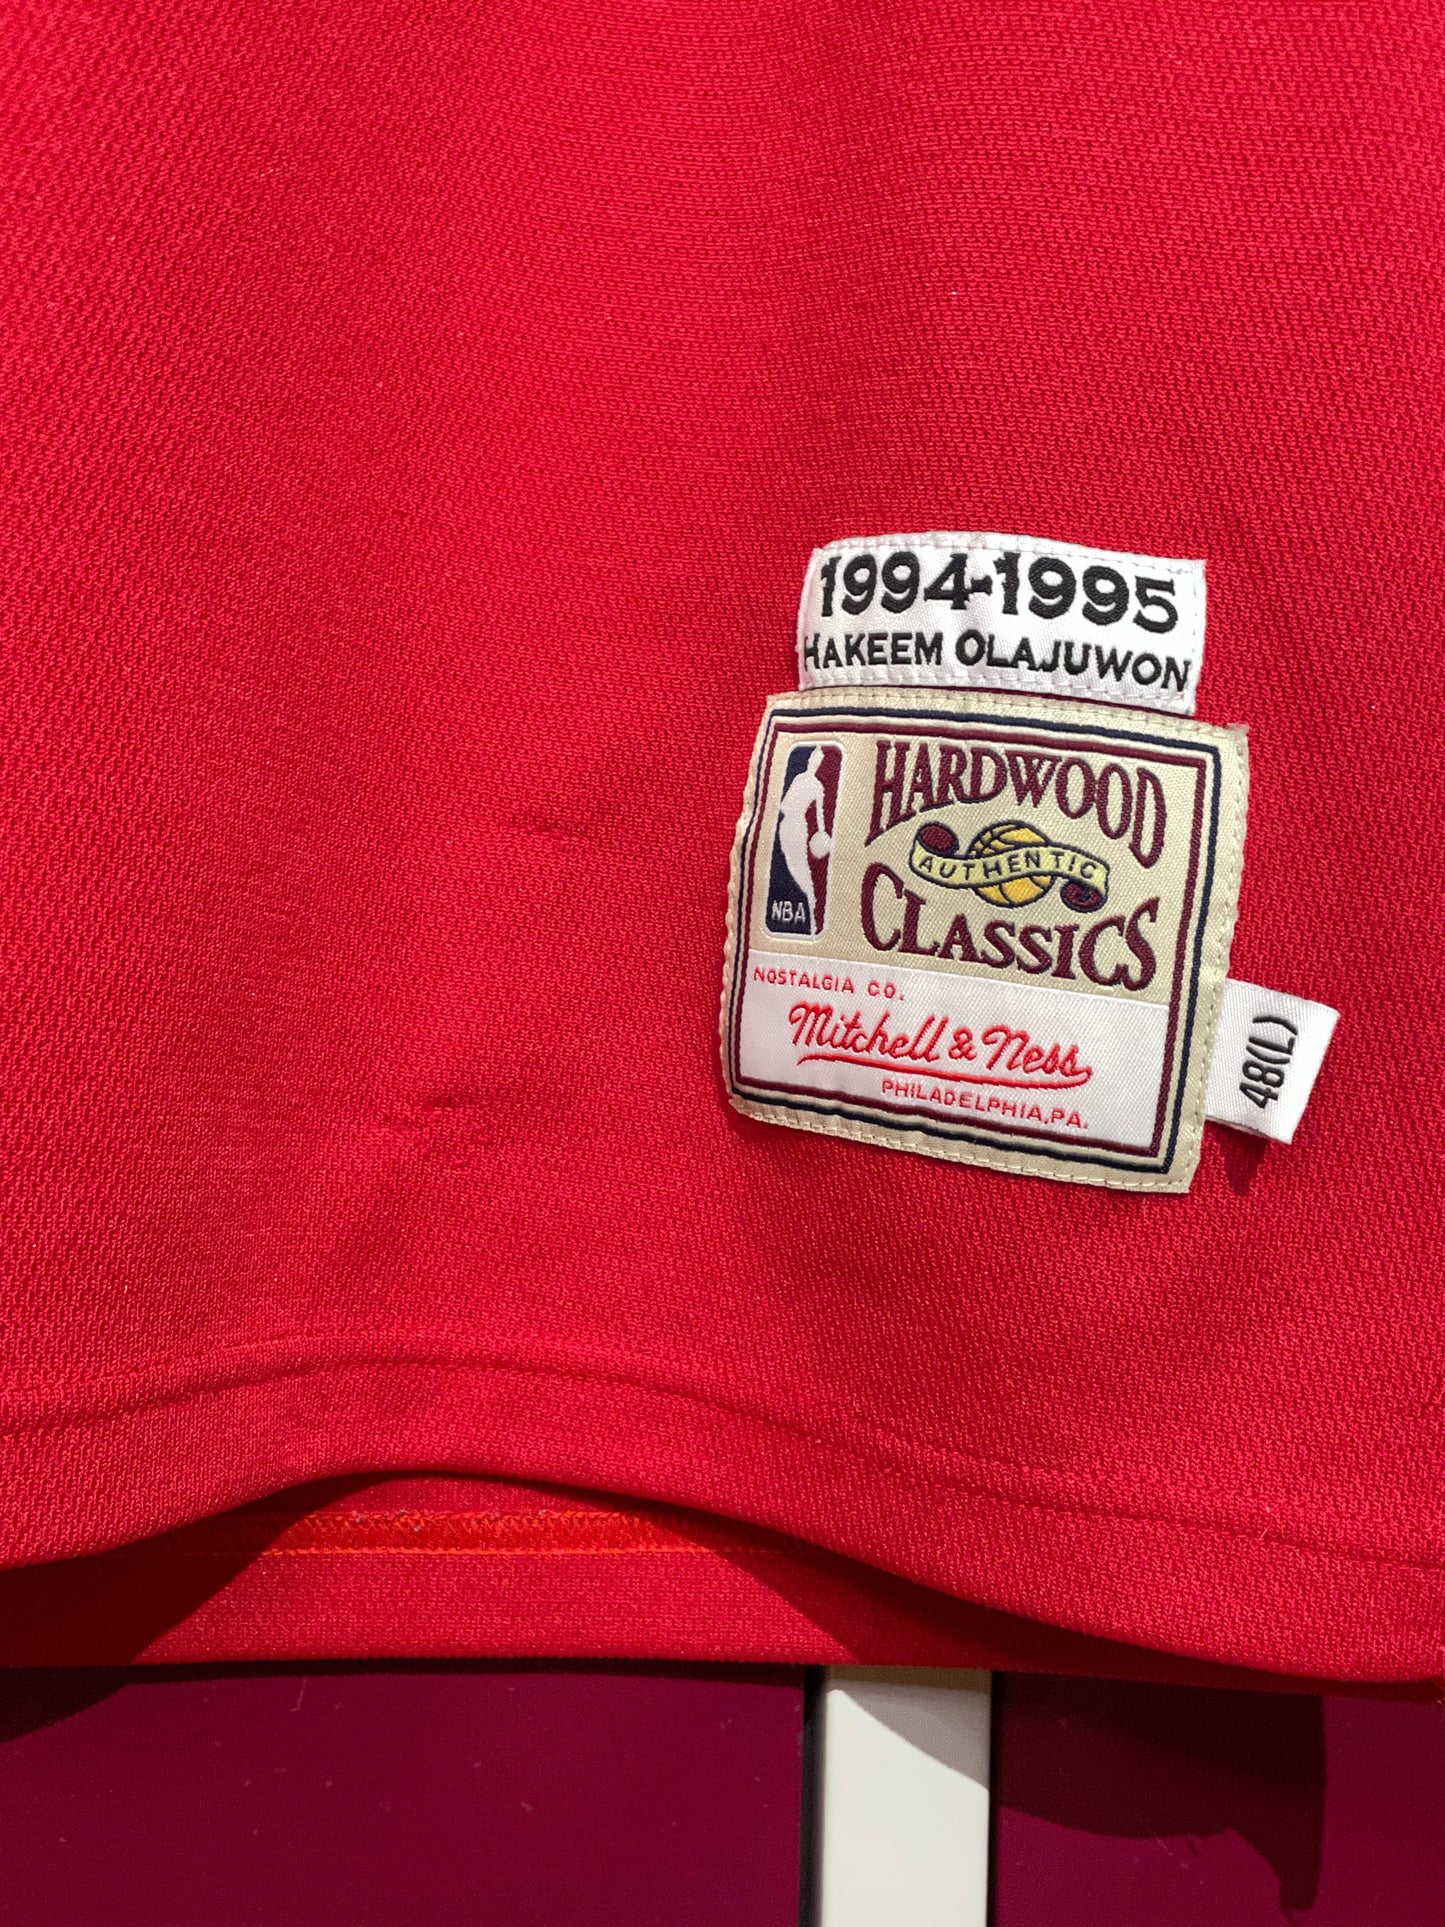 1994-1995
HAKEEM OLAJUWON
HARDWOOD
AUTHENTIC
CLASSICS
NBA
NOSTALGIA CO.
Mitchell & Ness
PHILADELPHIA, PA.
48(L)